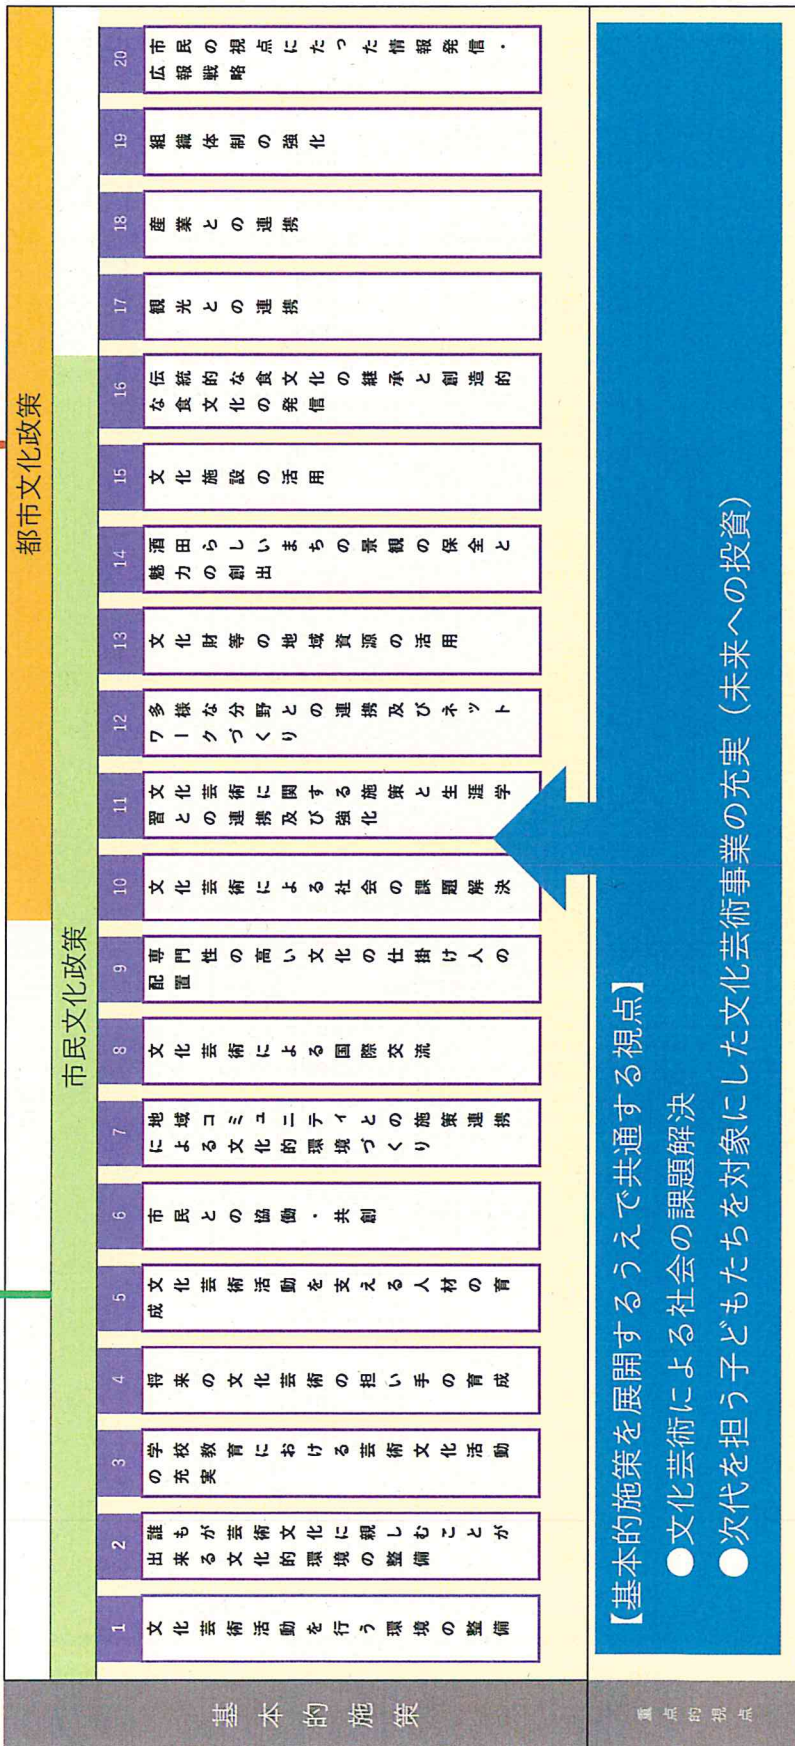 都市文化政策
市民文化政策
基本的施策
1
文化芸術活動を行う環境の整備
2
誰もが芸術文化に親しむことが
出来る文化的環境の整備
3
学校教育における芸術文化活動
の充実
4
将来の文化芸術の担い手の育成
5
文化芸術活動を支える人材の育
成
6
市民との協働・共創
7
地域コミュニティとの施策連携
による文化的環境づくり
8
文化芸術による国際交流
9
専門性の高い文化の仕掛け人の
配置
10
文化芸術による社会の課題解決
11
文化芸術に関する施策と生涯学
習との連携及び強化
12
多様な分野との連携及びネット
ワークづくり
13
文化財等の地域資源の活用
14
酒田らしいまちの景観の保全と
魅力の創出
15
文化施設の活用
16
伝統的な食文化の継承と創造的
な食文化の発信
17
観光との連携
18
産業との連携
19
組織体制の強化
20
市民の視点にたった情報発信・
広報戦略
重点的視点
【基本的施策を展開するうえで共通する視点】
●文化芸術による社会の課題解決
●次代を担う子どもたちを対象にした文化芸術事業の充実（未来への投資）